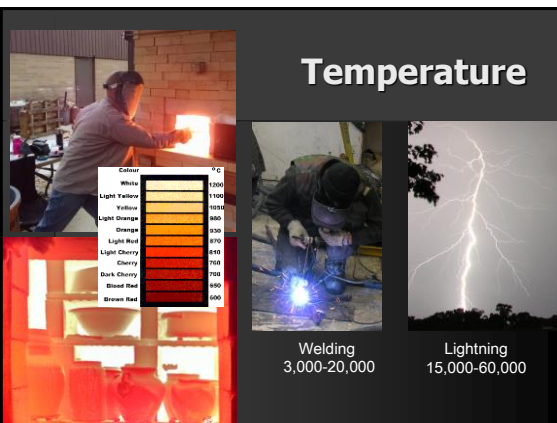 Temperature
Colour °C
White 1200
Light Yellow 1100
Yellow 1050
Light Orange 980
Orange 930
Light Red 870
Light Cherry 810
Cherry 760
Dark Cherry 700
Blood Red 650
Brown Red 600
Welding
3,000-20,000
Lightning
15,000-60,000